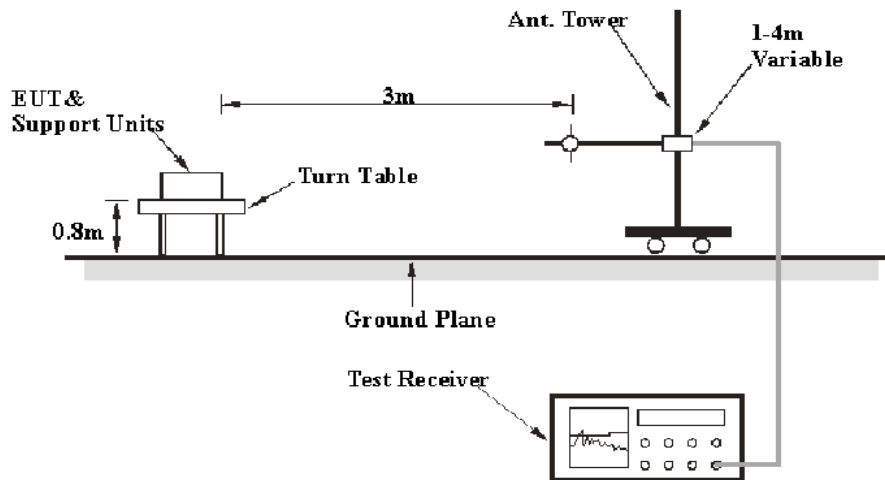 Ant. Tower
1-4m
Variable
3m
EUT&
Support Units
Turn Table
0.8m
Ground Plane
Test Receiver